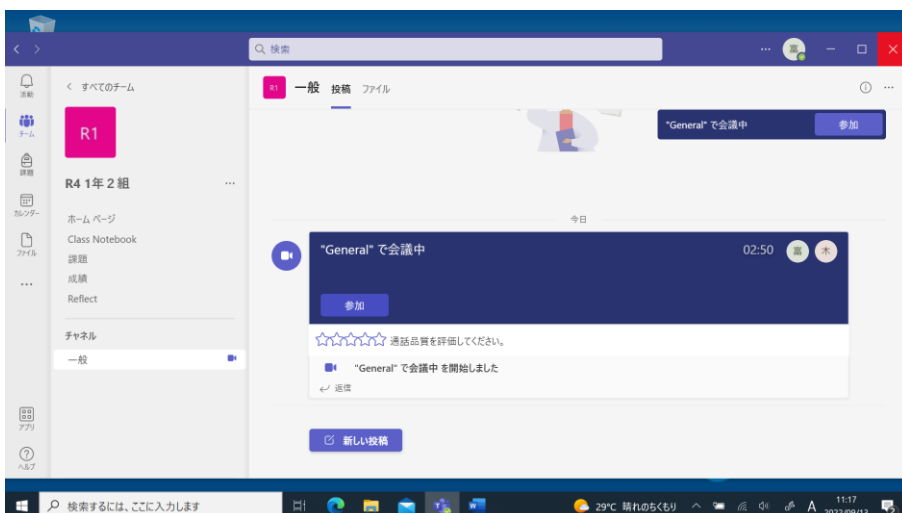 検索
富
活動
チーム
課題
カレンダー
ファイル
アプリ
ヘルプ
すべてのチーム
R1
R4 1年2組
ホーム ページ
Class Notebook
課題
成績
Reflect
チャネル
一般
R1 一般 投稿 ファイル
"General" で会議中 参加
今日
"General" で会議中 02:50 富 木
参加
通話品質を評価してください。
"General" で会議中 を開始しました
返信
新しい投稿
検索するには、ここに入力します
29°C 晴れのちくもり A 11:17
2022/09/13